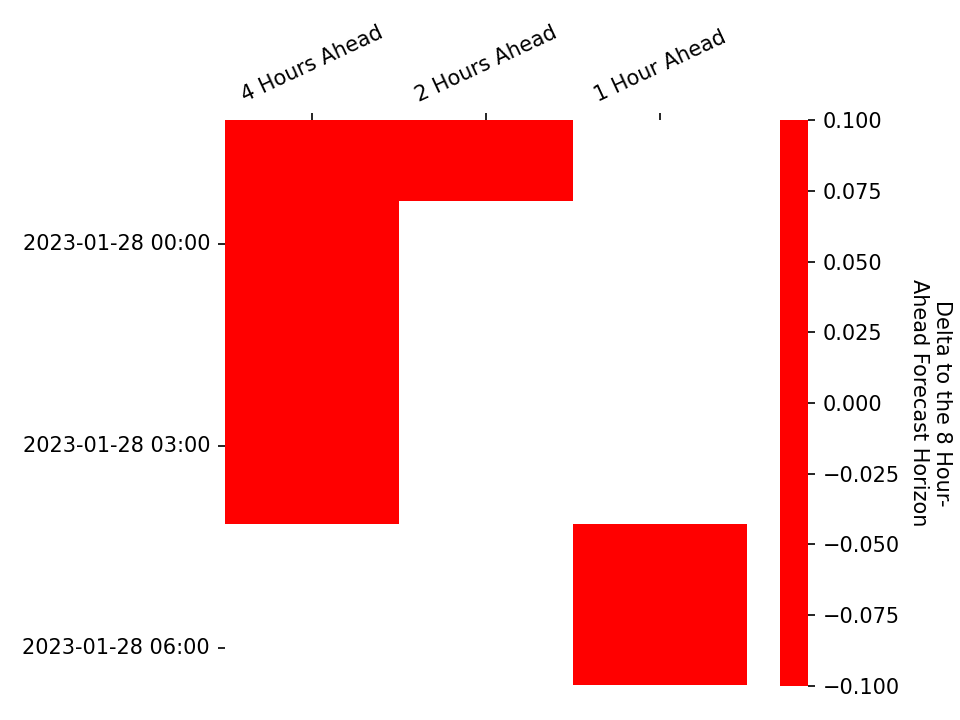 4 Hours Ahead
2 Hours Ahead
1 Hour Ahead
2023-01-28 00:00
2023-01-28 03:00
2023-01-28 06:00
0.100
0.075
0.050
0.025
0.000
−0.025
−0.050
−0.075
−0.100
Delta to the 8 Hour-
Ahead Forecast Horizon